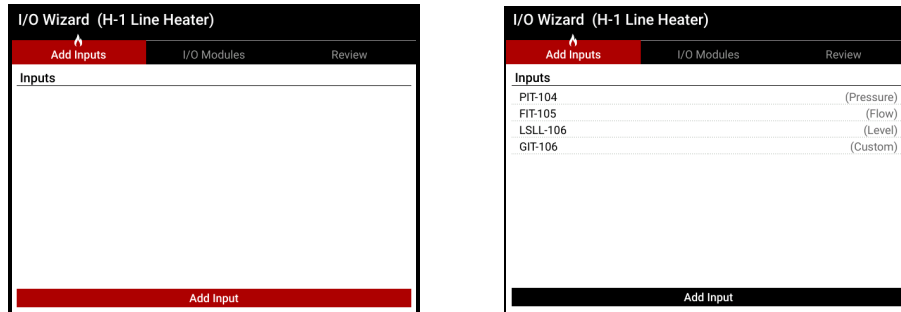 I/O Wizard (H-1 Line Heater)
Add Inputs I/O Modules Review
Inputs
Add Input
I/O Wizard (H-1 Line Heater)
Add Inputs I/O Modules Review
Inputs
PIT-104 (Pressure)
FIT-105 (Flow)
LSLL-106 (Level)
GIT-106 (Custom)
Add Input